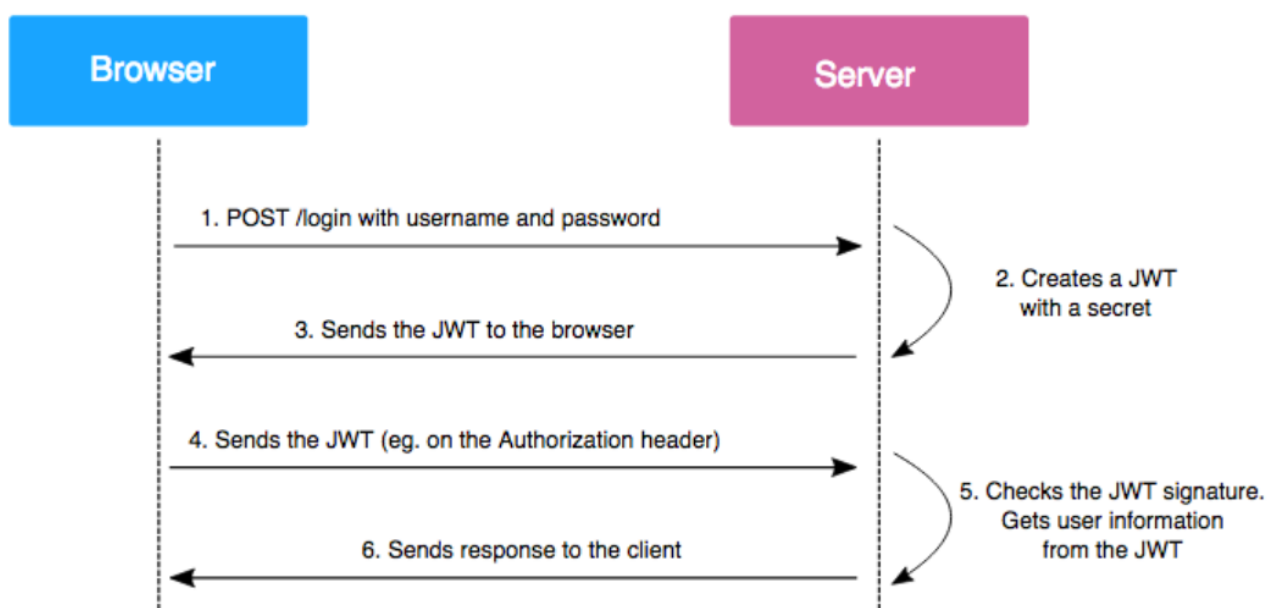 Browser
Server
1. POST /login with username and password
2. Creates a JWT
with a secret
3. Sends the JWT to the browser
4. Sends the JWT (eg. on the Authorization header)
5. Checks the JWT signature.
Gets user information
from the JWT
6. Sends response to the client